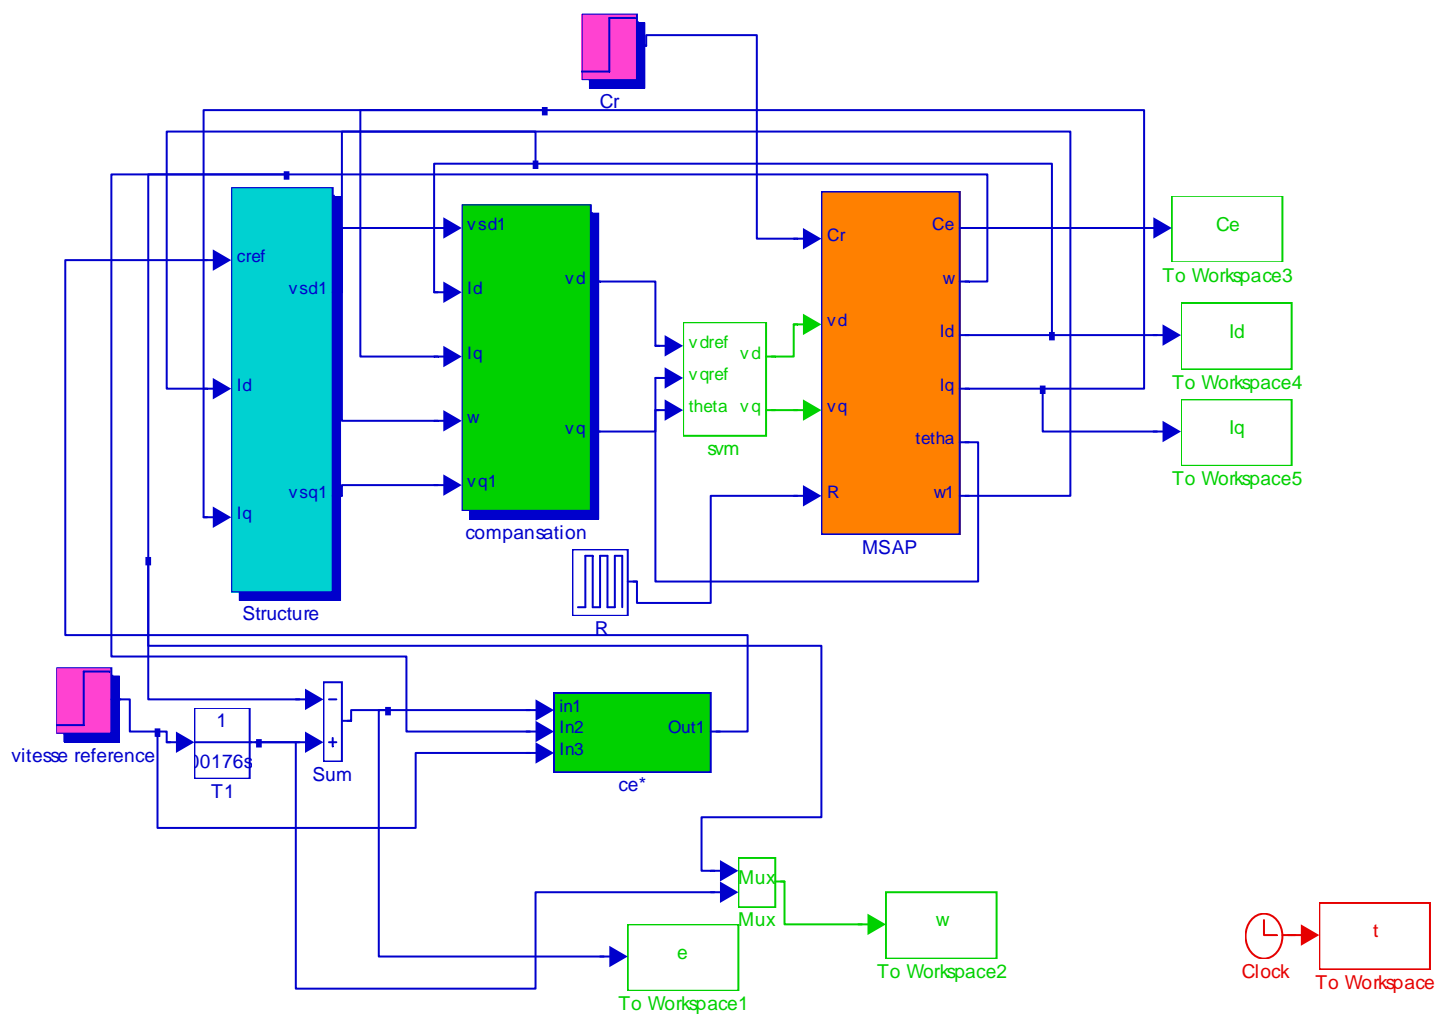 Cr
cref
vsd1
Id
vsq1
Iq
Structure
vsd1
Id
vd
Iq
w
vq
vq1
compansation
vdref
vd
vqref
theta
vq
svm
Cr
Ce
w
vd
Id
Iq
vq
tetha
R
w1
MSAP
Ce
To Workspace3
Id
To Workspace4
Iq
To Workspace5
R
vitesse reference
1
00176s
T1
−
+
Sum
in1
In2
Out1
In3
ce*
Mux
Mux
e
To Workspace1
w
To Workspace2
Clock
t
To Workspace